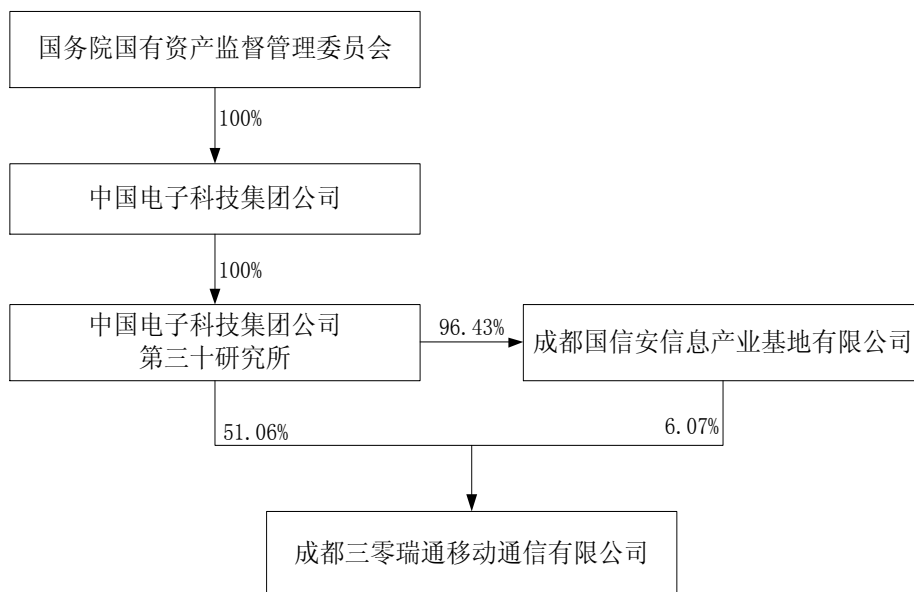 国务院国有资产监督管理委员会
100%
中国电子科技集团公司
100%
中国电子科技集团公司
第三十研究所
96.43%
成都国信安信息产业基地有限公司
51.06%
6.07%
成都三零瑞通移动通信有限公司